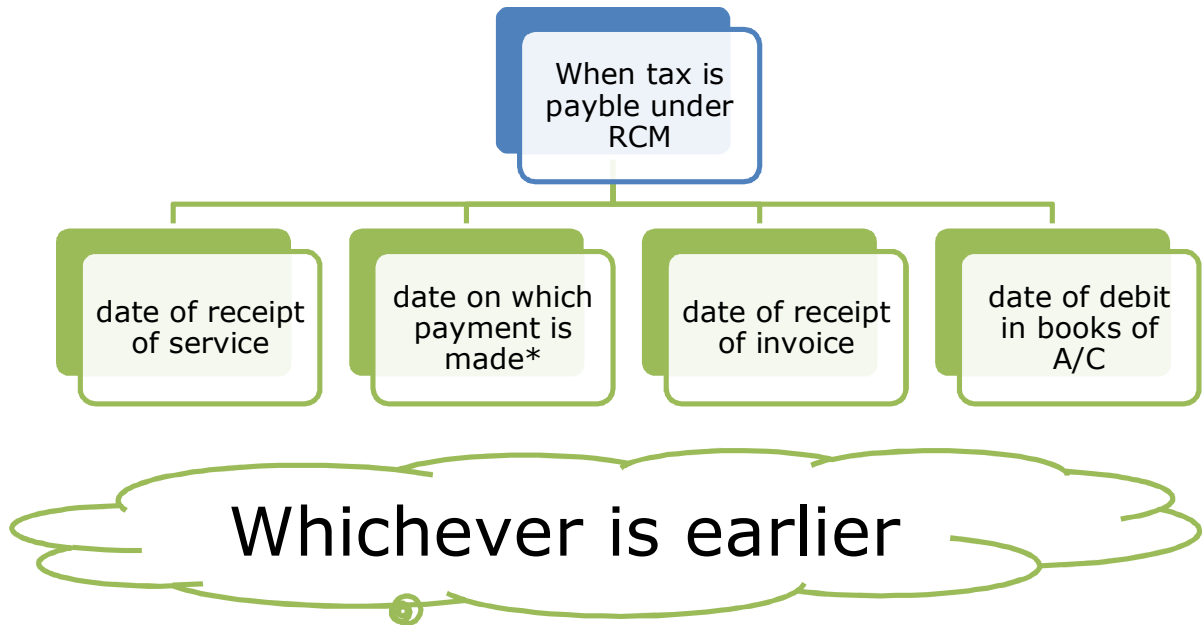 When tax is
payble under
RCM
date of receipt
of service
date on which
payment is
made*
date of receipt
of invoice
date of debit
in books of
A/C
Whichever is earlier